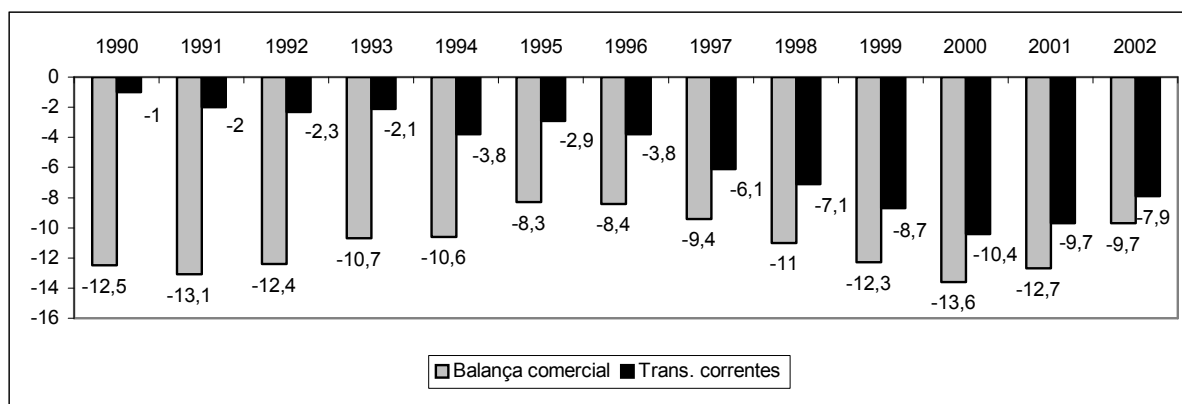 1990 1991 1992 1993 1994 1995 1996 1997 1998 1999 2000 2001 2002
0
-2
-4
-6
-8
-10
-12
-14
-16
-12,5 -13,1 -12,4 -10,7 -10,6 -8,3 -8,4 -9,4 -11 -12,3 -13,6 -12,7 -9,7
-1 -2 -2,3 -2,1 -3,8 -2,9 -3,8 -6,1 -7,1 -8,7 -10,4 -9,7 -7,9
Balança comercial Trans. correntes